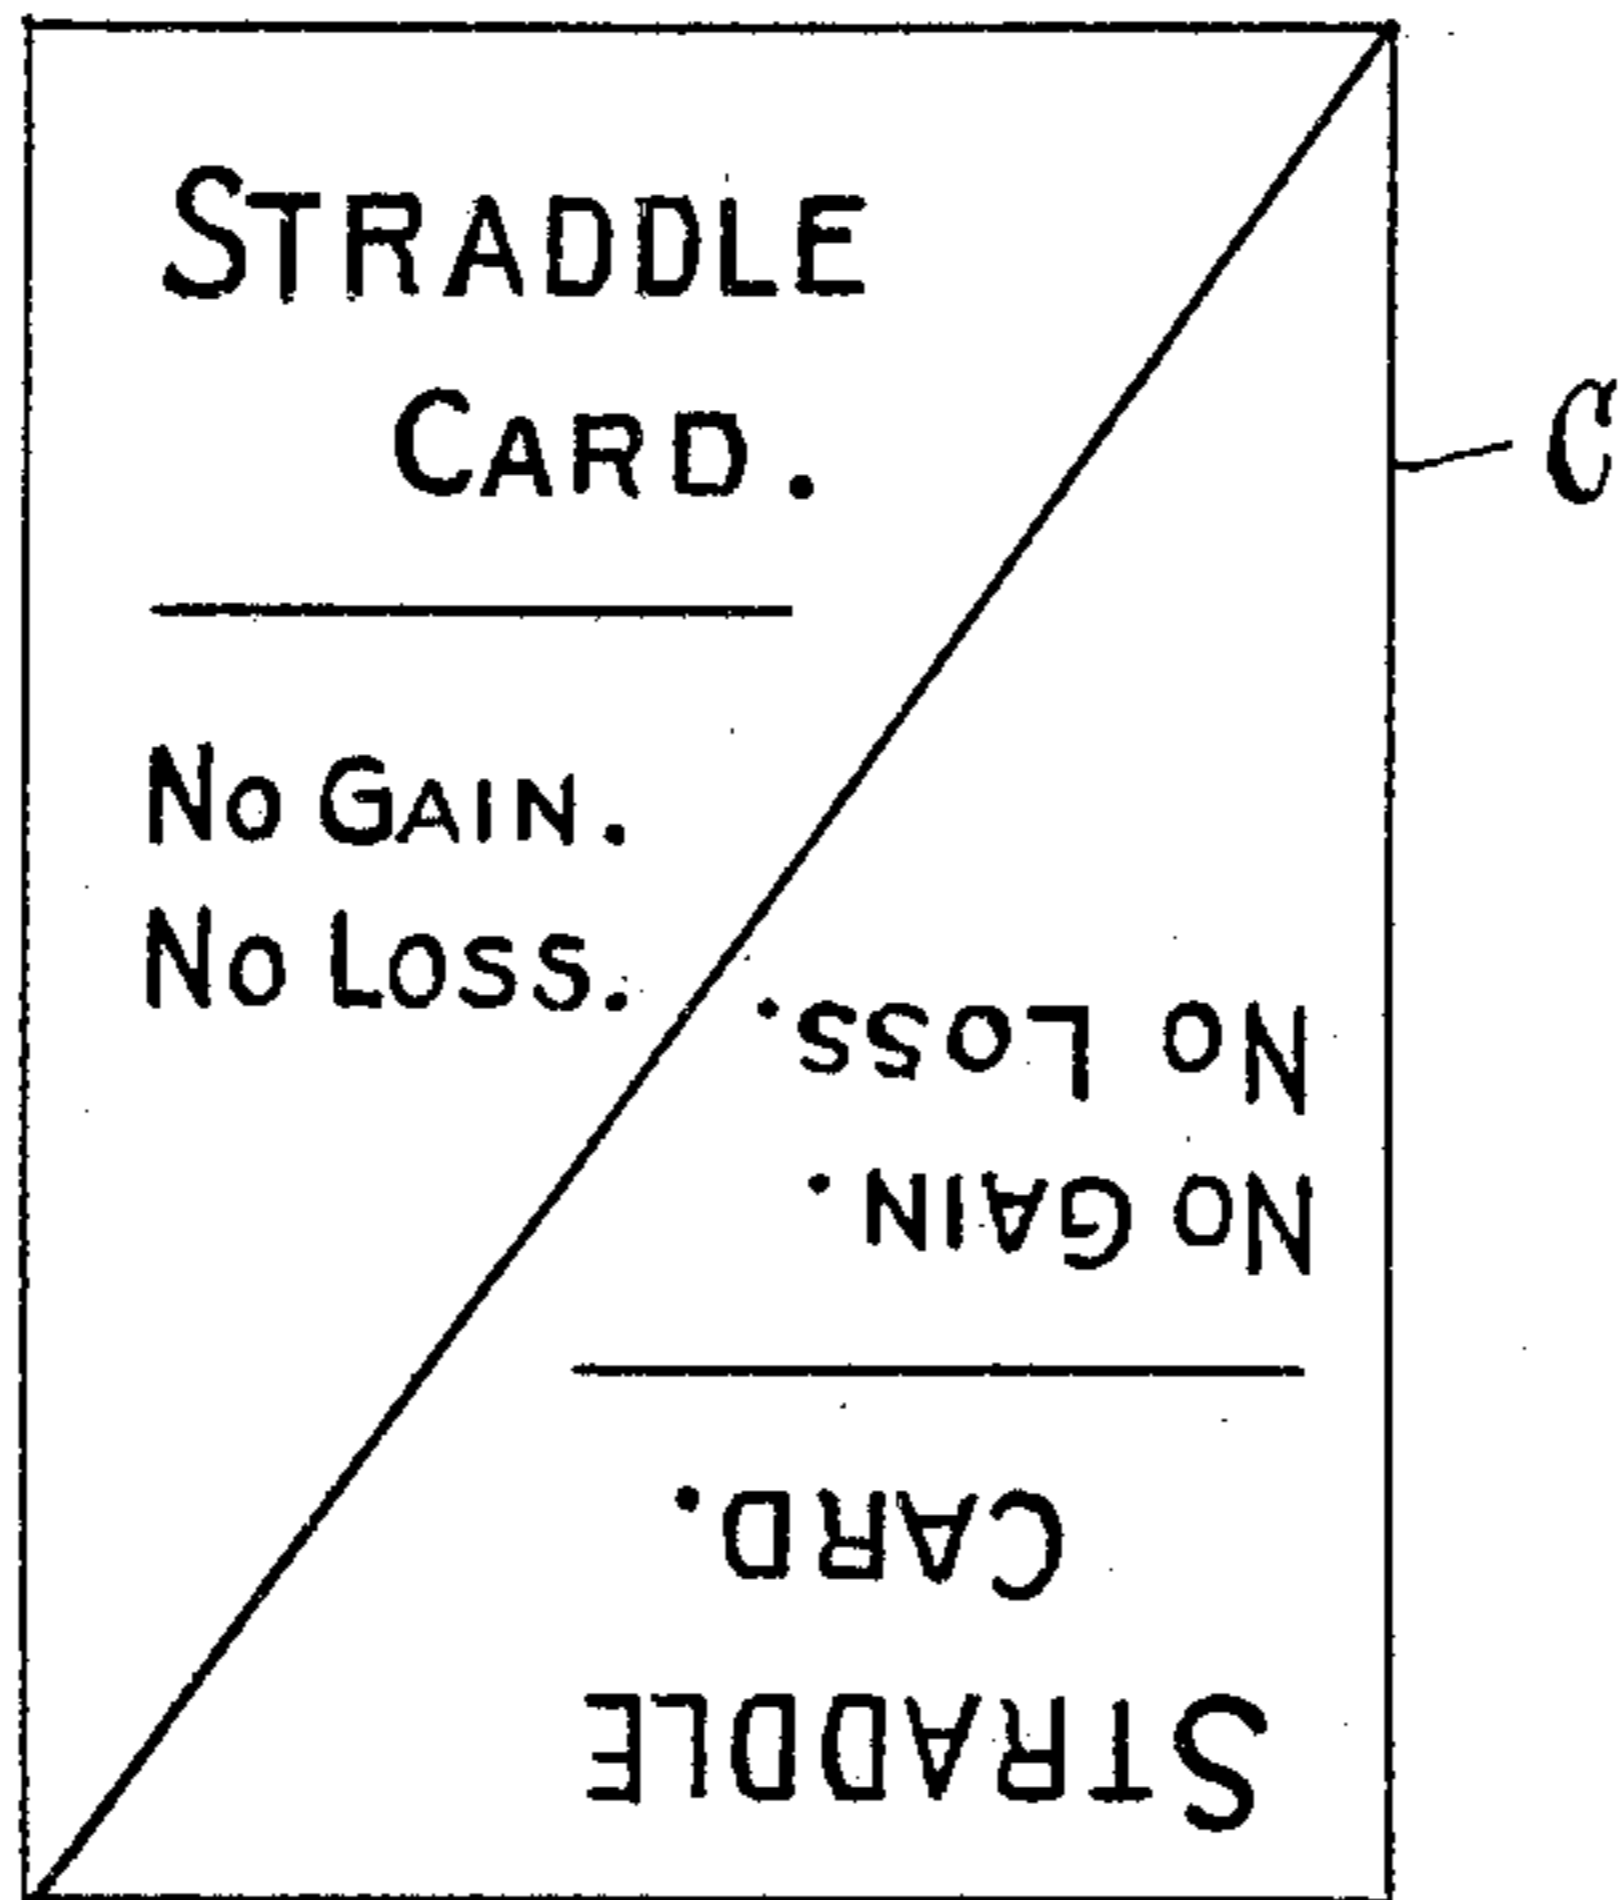 STRADDLE
CARD.
NO GAIN.
NO LOSS.
C
STRADDLE
CARD.
NO GAIN.
NO LOSS.